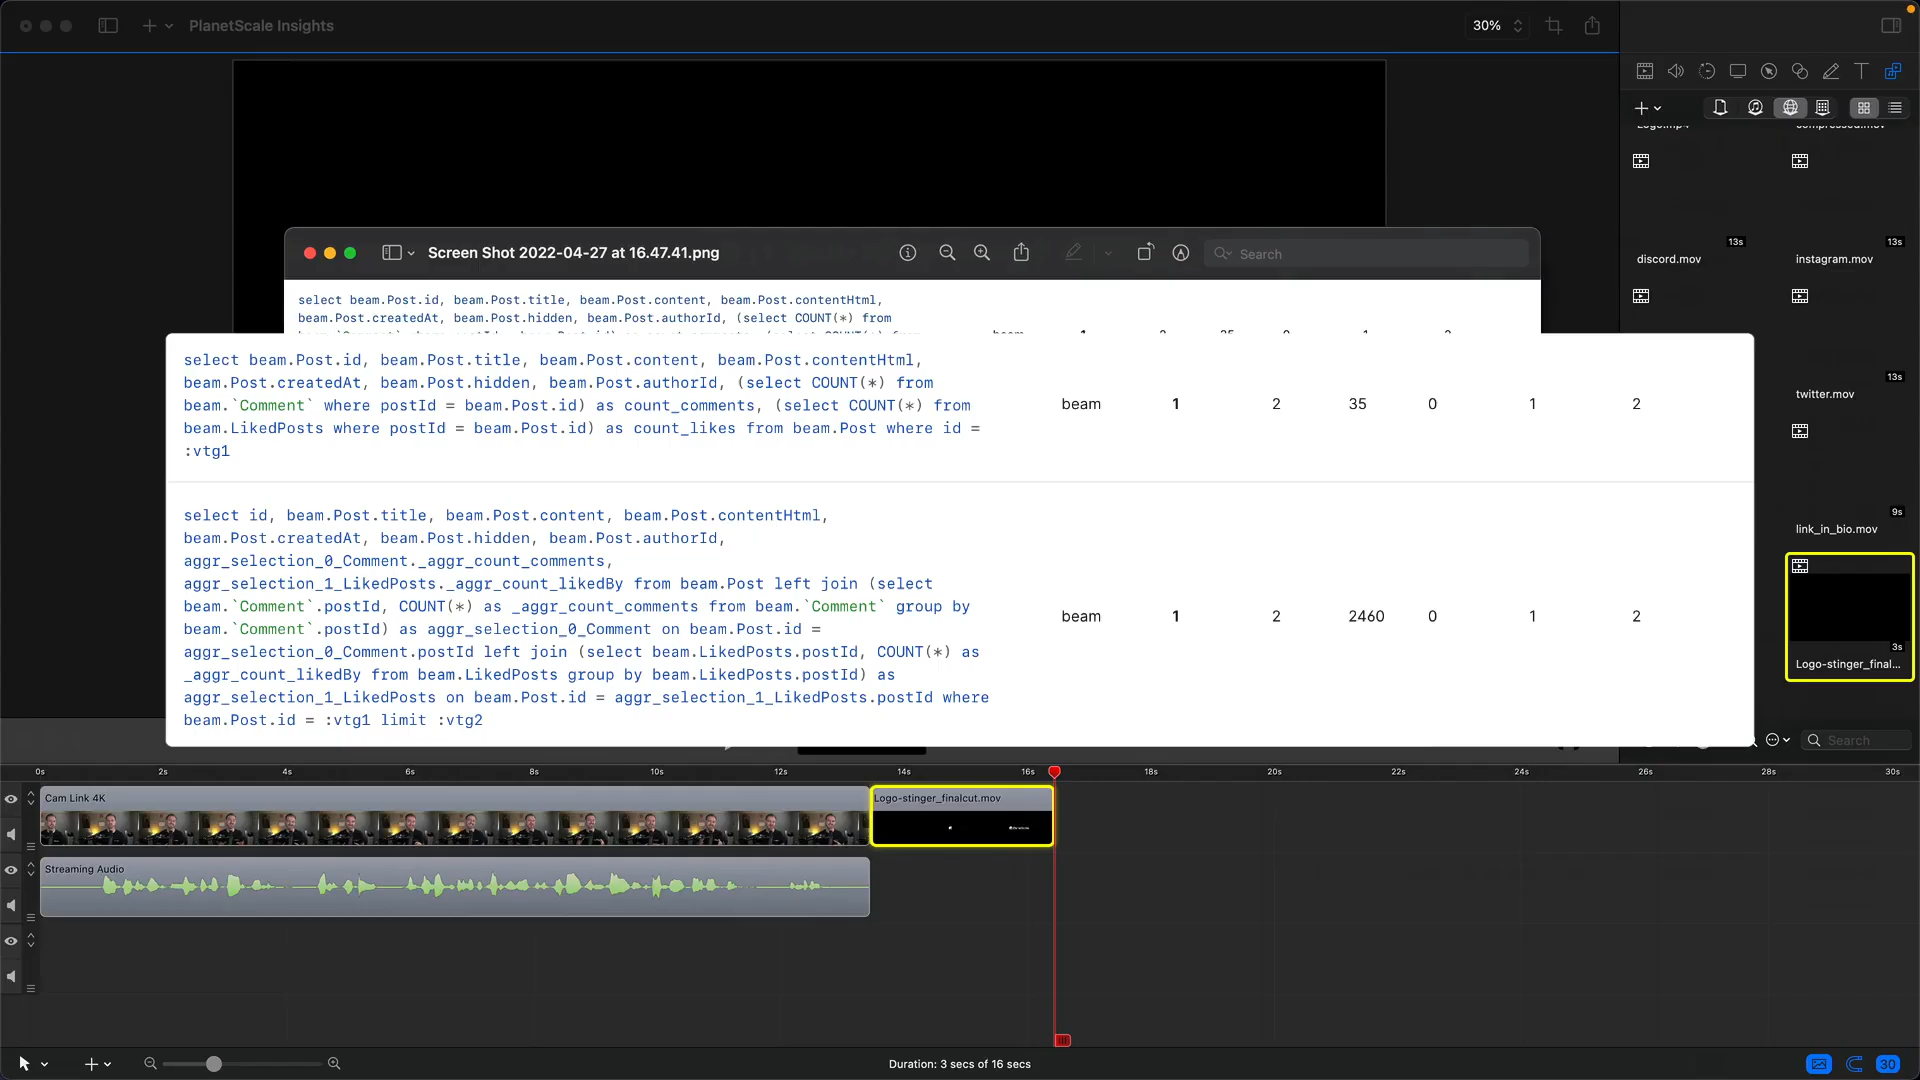 PlanetScale Insights
30%
Screen Shot 2022-04-27 at 16.47.41.png
Search
select beam.Post.id, beam.Post.title, beam.Post.content, beam.Post.contentHtml,
beam.Post.createdAt, beam.Post.hidden, beam.Post.authorId, (select COUNT(*) from
select beam.Post.id, beam.Post.title, beam.Post.content, beam.Post.contentHtml,
beam.Post.createdAt, beam.Post.hidden, beam.Post.authorId, (select COUNT(*) from
beam.`Comment` where postId = beam.Post.id) as count_comments, (select COUNT(*) from
beam.LikedPosts where postId = beam.Post.id) as count_likes from beam.Post where id =
:vtg1
beam 1 2 35 0 1 2
select id, beam.Post.title, beam.Post.content, beam.Post.contentHtml,
beam.Post.createdAt, beam.Post.hidden, beam.Post.authorId,
aggr_selection_0_Comment._aggr_count_comments,
aggr_selection_1_LikedPosts._aggr_count_likedBy from beam.Post left join (select
beam.`Comment`.postId, COUNT(*) as _aggr_count_comments from beam.`Comment` group by
beam.`Comment`.postId) as aggr_selection_0_Comment on beam.Post.id =
aggr_selection_0_Comment.postId left join (select beam.LikedPosts.postId, COUNT(*) as
_aggr_count_likedBy from beam.LikedPosts group by beam.LikedPosts.postId) as
aggr_selection_1_LikedPosts on beam.Post.id = aggr_selection_1_LikedPosts.postId where
beam.Post.id = :vtg1 limit :vtg2
beam 1 2 2460 0 1 2
13s 13s
discord.mov instagram.mov
13s
twitter.mov
9s
link_in_bio.mov
3s
Logo-stinger_final...
Search
0s 2s 4s 6s 8s 10s 12s 14s 16s 18s 20s 22s 24s 26s 28s 30s
Cam Link 4K
Logo-stinger_finalcut.mov
Streaming Audio
Duration: 3 secs of 16 secs
30